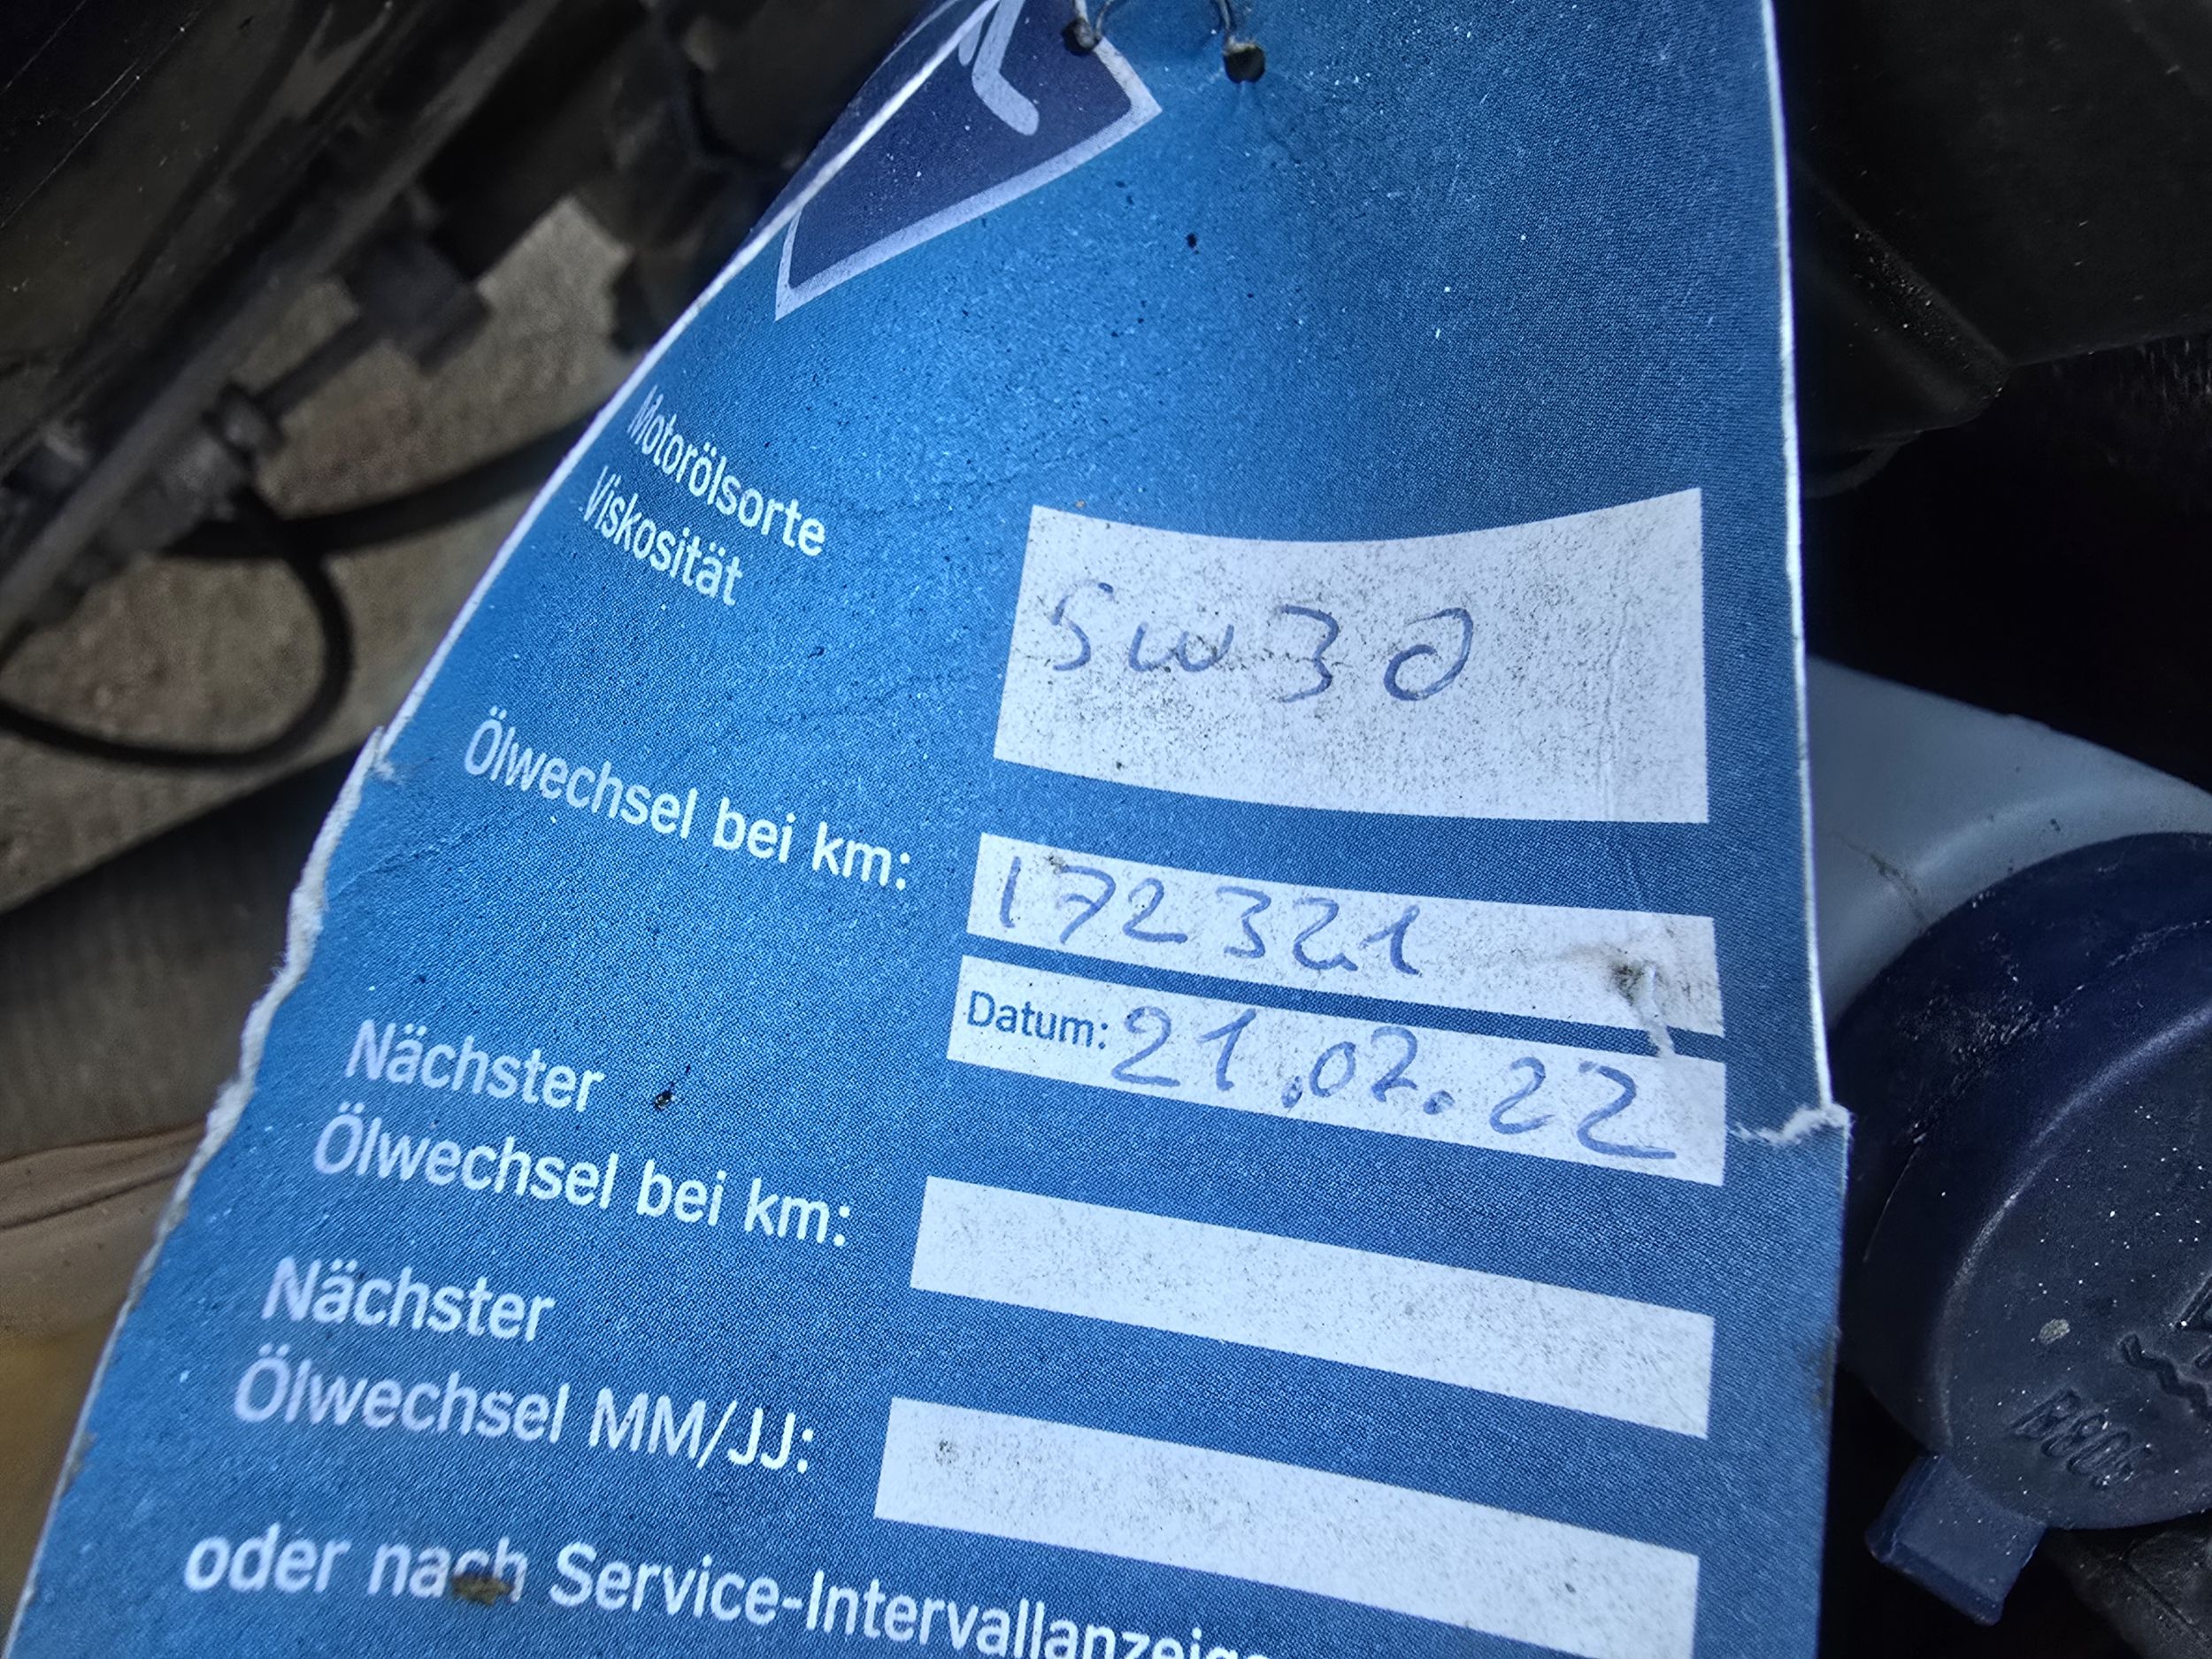 Motorölsorte
Viskosität
5w30
Ölwechsel bei km:
172321
Datum: 21.02.22
Nächster
Ölwechsel bei km:
Nächster
Ölwechsel MM/JJ:
oder nach Service-Intervallanzeige